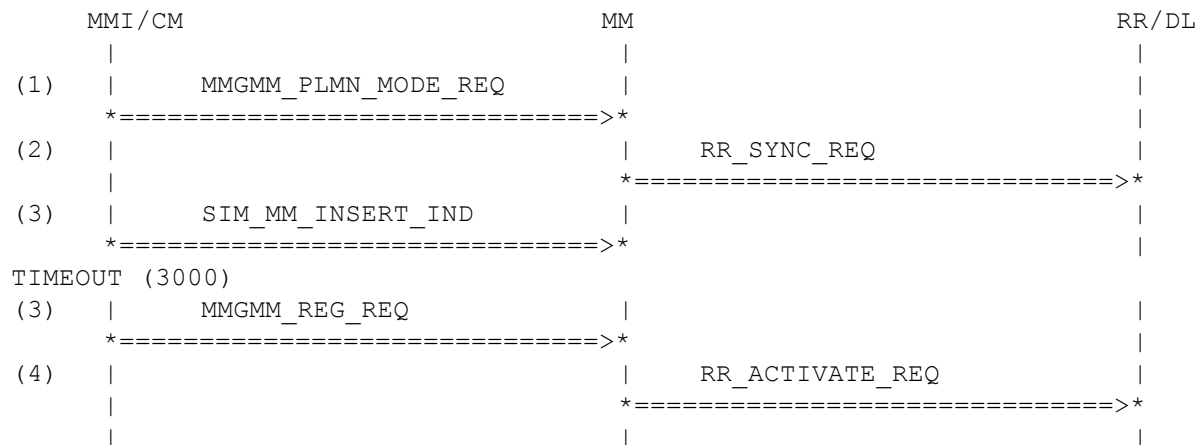 MMI/CM MM RR/DL
| | |
(1) | MMGMM_PLMN_MODE_REQ | |
*==============================>* |
(2) | | RR_SYNC_REQ |
| *==============================>*
(3) | SIM_MM_INSERT_IND | |
*==============================>* |
TIMEOUT (3000)
(3) | MMGMM_REG_REQ | |
*==============================>* |
(4) | | RR_ACTIVATE_REQ |
| *==============================>*
| | |